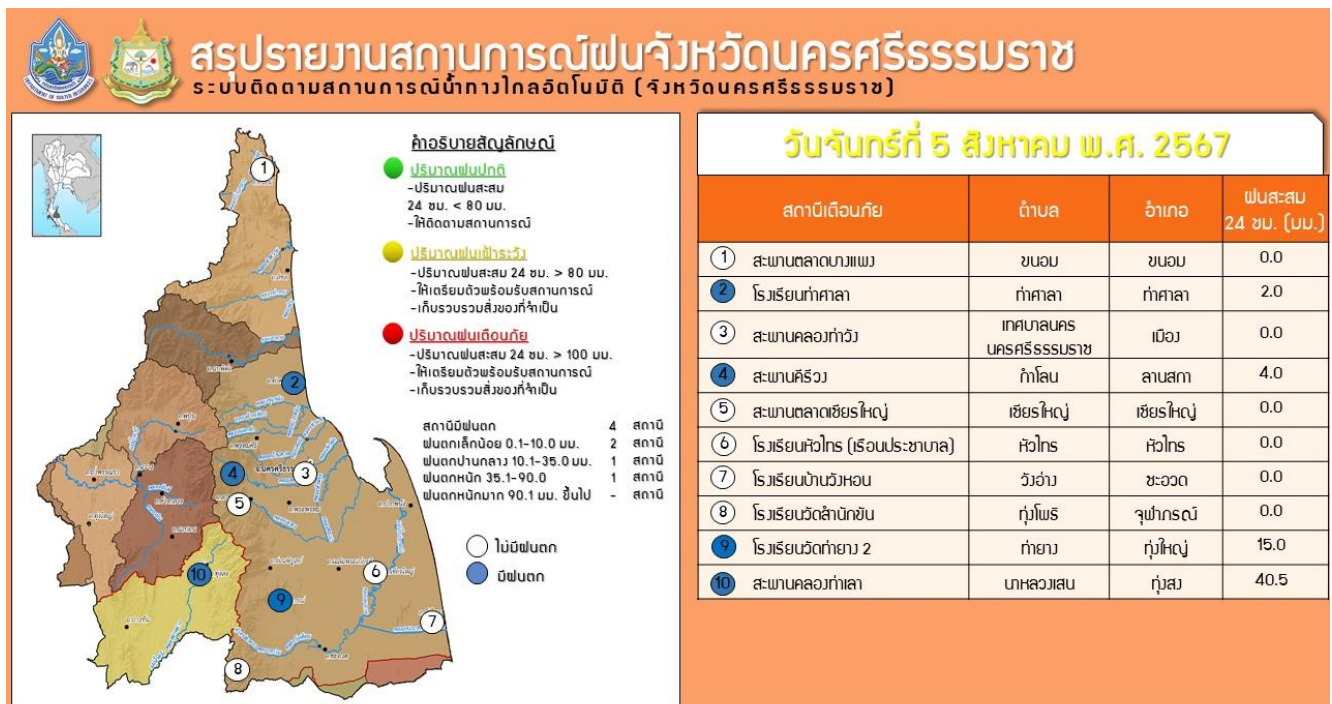 สรุปรายงานสถานการณ์ฝนจังหวัดนครศรีธรรมราช
ระบบติดตามสถานการณ์น้ำทางไกลอัตโนมัติ (จังหวัดนครศรีธรรมราช)
คำอธิบายสัญลักษณ์
ปริมาณฝนปกติ
-ปริมาณฝนสะสม
24 ชม. < 80 มม.
-ให้ติดตามสถานการณ์
ปริมาณฝนเฝ้าระวัง
-ปริมาณฝนสะสม 24 ชม. > 80 มม.
-ให้เตรียมตัวพร้อมรับสถานการณ์
-เก็บรวบรวมสิ่งของที่จำเป็น
ปริมาณฝนเตือนภัย
-ปริมาณฝนสะสม 24 ชม. > 100 มม.
-ให้เตรียมตัวพร้อมรับสถานการณ์
-เก็บรวบรวมสิ่งของที่จำเป็น
สถานีมีฝนตก 4 สถานี
ฝนตกเล็กน้อย 0.1-10.0 มม. 2 สถานี
ฝนตกปานกลาง 10.1-35.0 มม. 1 สถานี
ฝนตกหนัก 35.1-90.0 1 สถานี
ฝนตกหนักมาก 90.1 มม. ขึ้นไป - สถานี
ไม่มีฝนตก
มีฝนตก
1
2
3
4
5
6
7
8
9
10
วันจันทร์ที่ 5 สิงหาคม พ.ศ. 2567
สถานีเตือนภัย ตำบล อำเภอ ฝนสะสม 24 ชม. (มม.)
1 สะพานตลาดบางแพง ขนอม ขนอม 0.0
2 โรงเรียนท่าศาลา ท่าศาลา ท่าศาลา 2.0
3 สะพานคลองท่าวัง เทศบาลนครนครศรีธรรมราช เมือง 0.0
4 สะพานคีรีวง กำโลน ลานสกา 4.0
5 สะพานตลาดเชียรใหญ่ เชียรใหญ่ เชียรใหญ่ 0.0
6 โรงเรียนหัวไทร (เรือนประชาบาล) หัวไทร หัวไทร 0.0
7 โรงเรียนบ้านวังหอน วังอ่าง ชะอวด 0.0
8 โรงเรียนวัดสำนักขัน ทุ่งโพธิ จุฬาภรณ์ 0.0
9 โรงเรียนวัดท่ายาง 2 ท่ายาง ทุ่งใหญ่ 15.0
10 สะพานคลองท่าเลา นาหลวงเสน ทุ่งสง 40.5